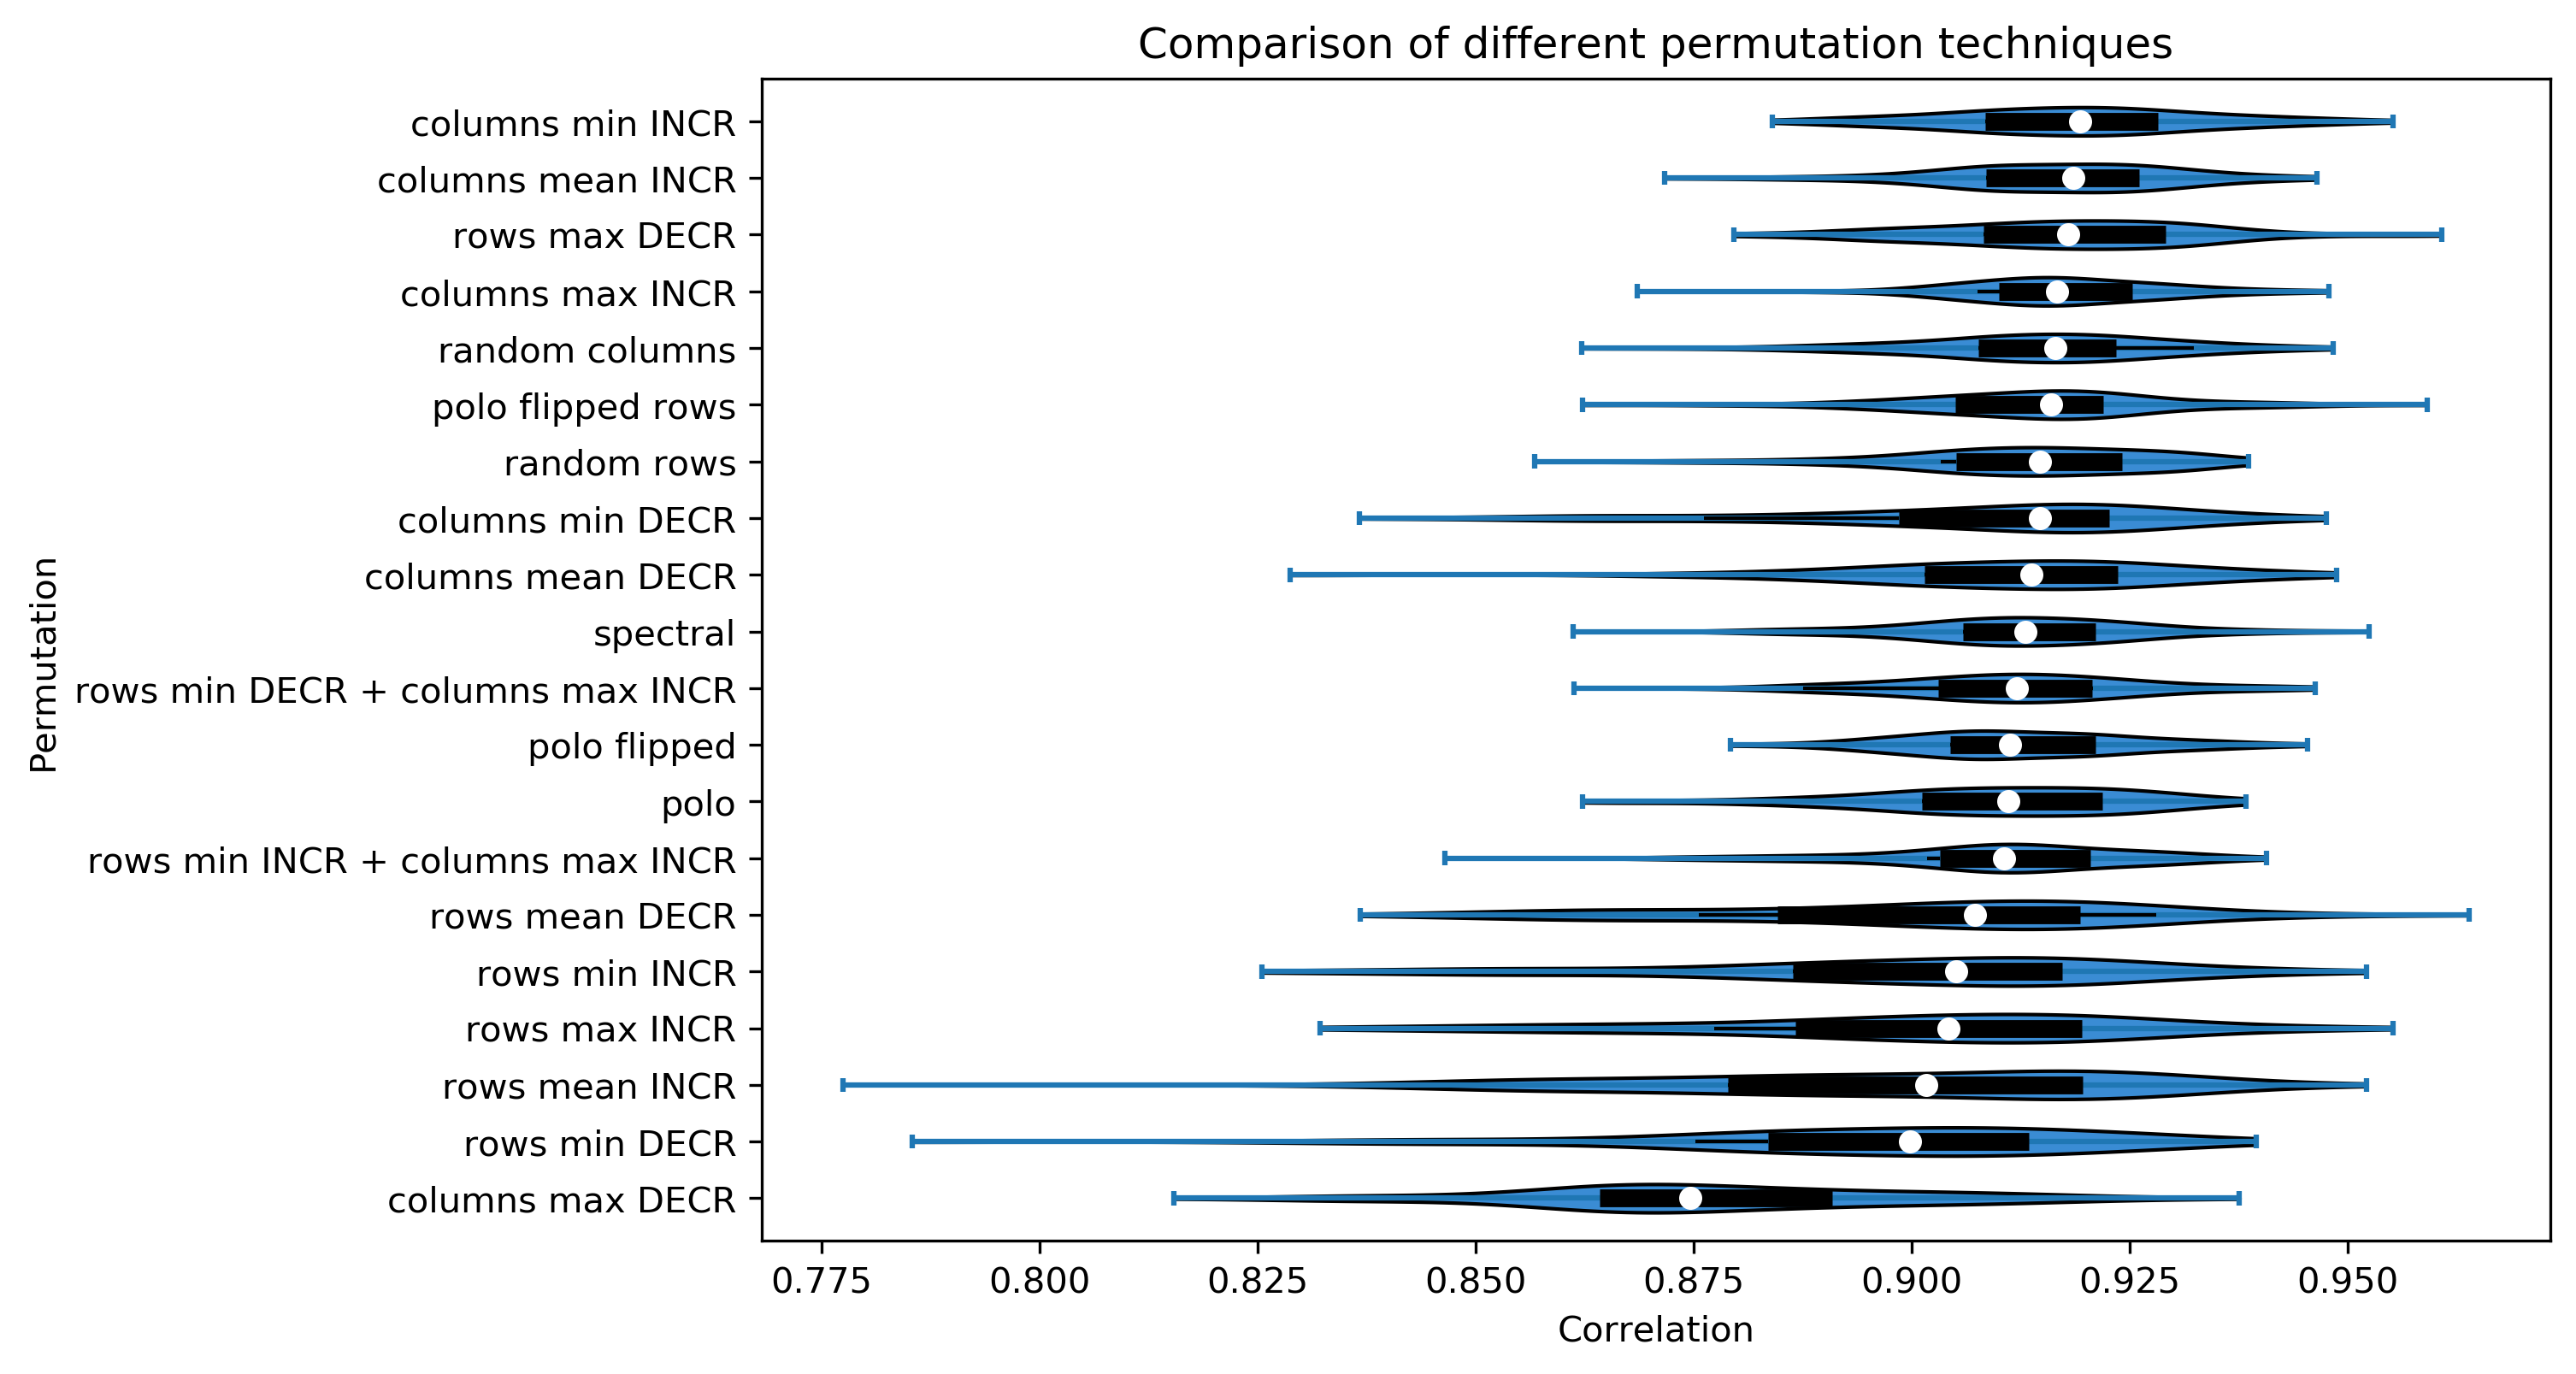 Comparison of different permutation techniques
Permutation
columns min INCR
columns mean INCR
rows max DECR
columns max INCR
random columns
polo flipped rows
random rows
columns min DECR
columns mean DECR
spectral
rows min DECR + columns max INCR
polo flipped
polo
rows min INCR + columns max INCR
rows mean DECR
rows min INCR
rows max INCR
rows mean INCR
rows min DECR
columns max DECR
0.775 0.800 0.825 0.850 0.875 0.900 0.925 0.950
Correlation